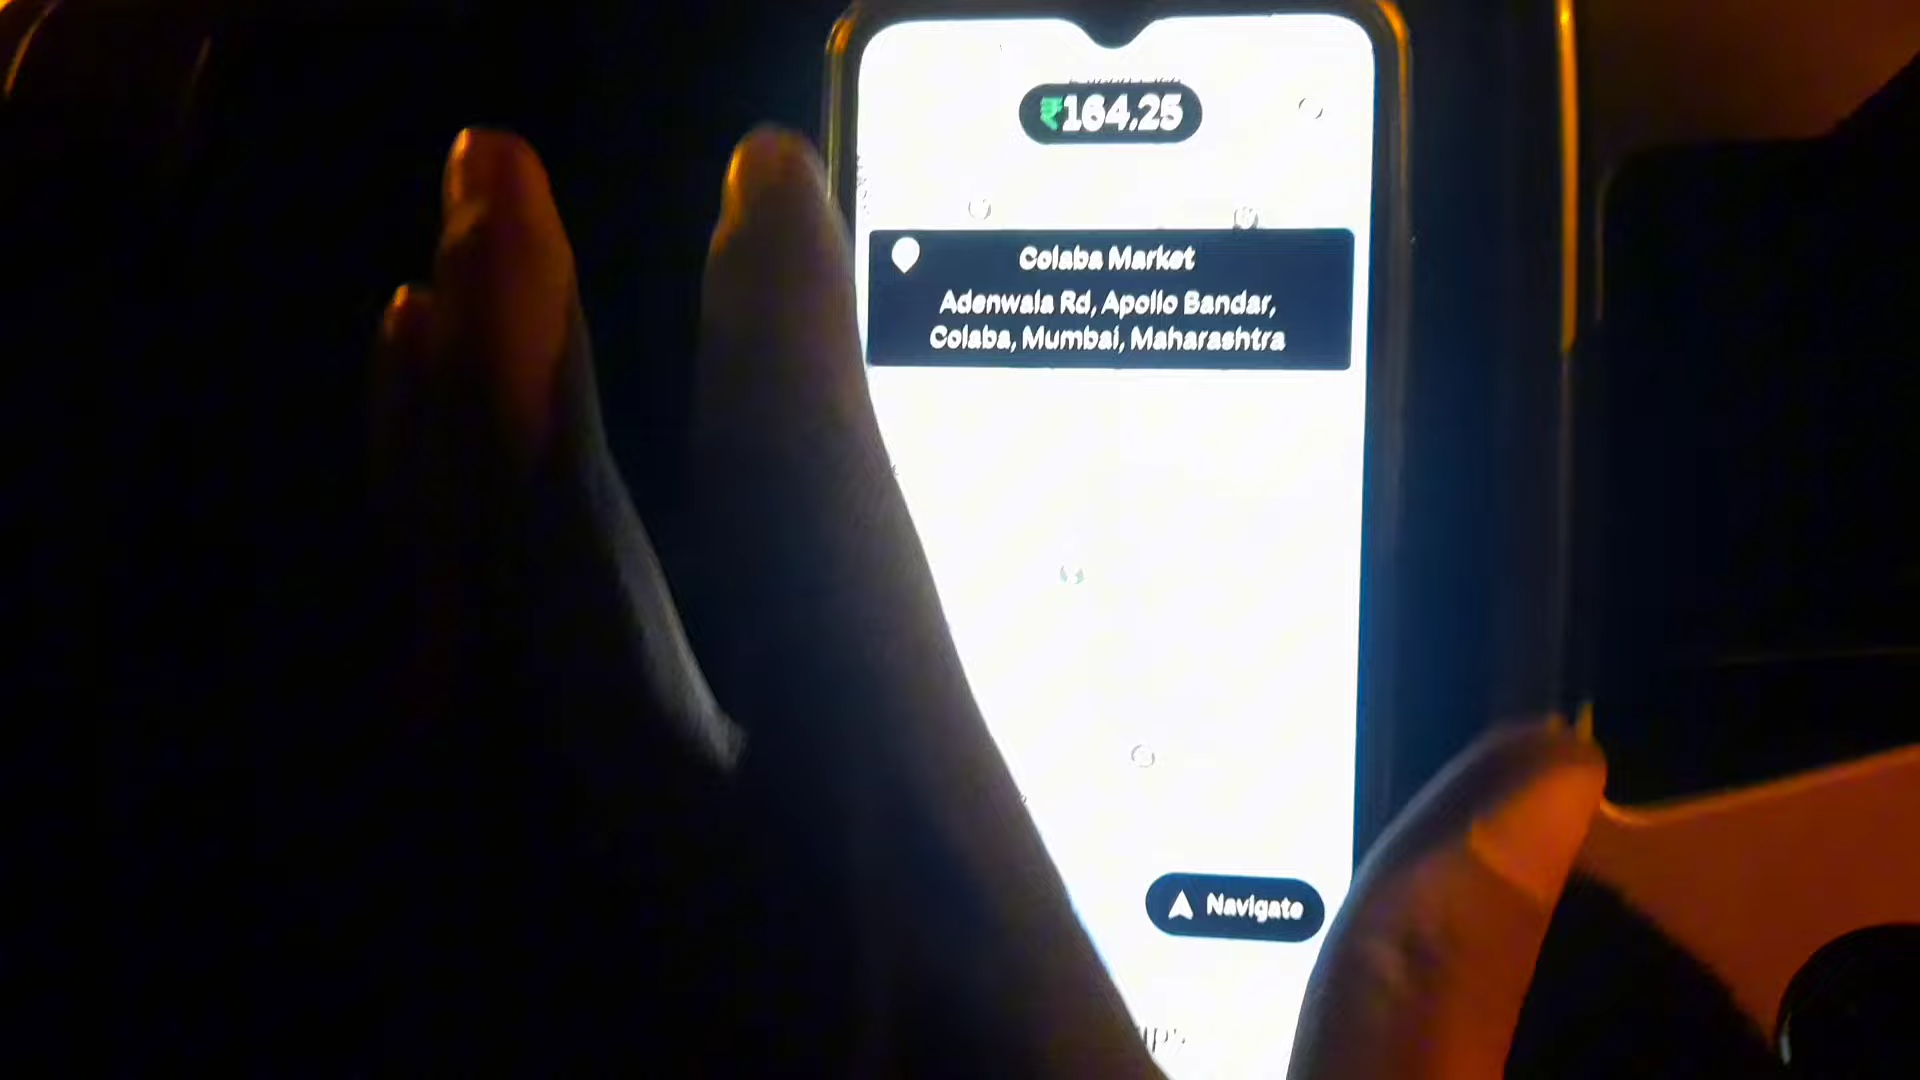 ₹164.25
Colaba Market
Adenwala Rd, Apollo Bandar,
Colaba, Mumbai, Maharashtra
Navigate